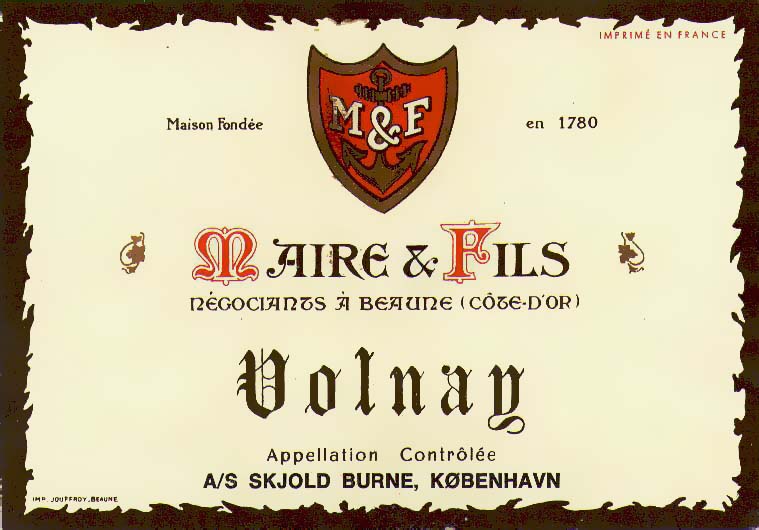 IMPRIMÉ EN FRANCE
M&F
Maison Fondée en 1780
MAIRE & FILS
NÉGOCIANTS À BEAUNE (CÔTE-D'OR)
Volnay
Appellation Contrôlée
A/S SKJOLD BURNE, KØBENHAVN
IMP. JOUFFROY, BEAUNE